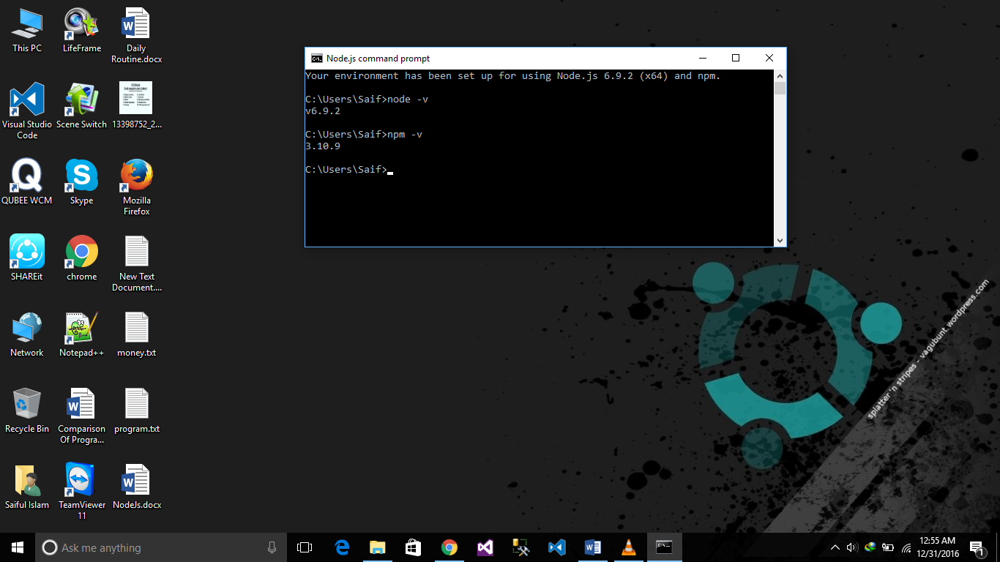 This PC
LifeFrame
Daily
Routine.docx
Visual Studio
Code
Scene Switch
13398752_2...
QUBEE WCM
Skype
Mozilla
Firefox
SHAREit
chrome
New Text
Document....
Network
Notepad++
money.txt
Recycle Bin
Comparison
Of Progra...
program.txt
Saiful Islam
TeamViewer
11
NodeJs.docx
Node.js command prompt
Your environment has been set up for using Node.js 6.9.2 (x64) and npm.
C:\Users\Saif>node -v
v6.9.2
C:\Users\Saif>npm -v
3.10.9
C:\Users\Saif>
splatter 'n stripes - vagubunt.wordpress.com
Ask me anything
12:55 AM
12/31/2016
1